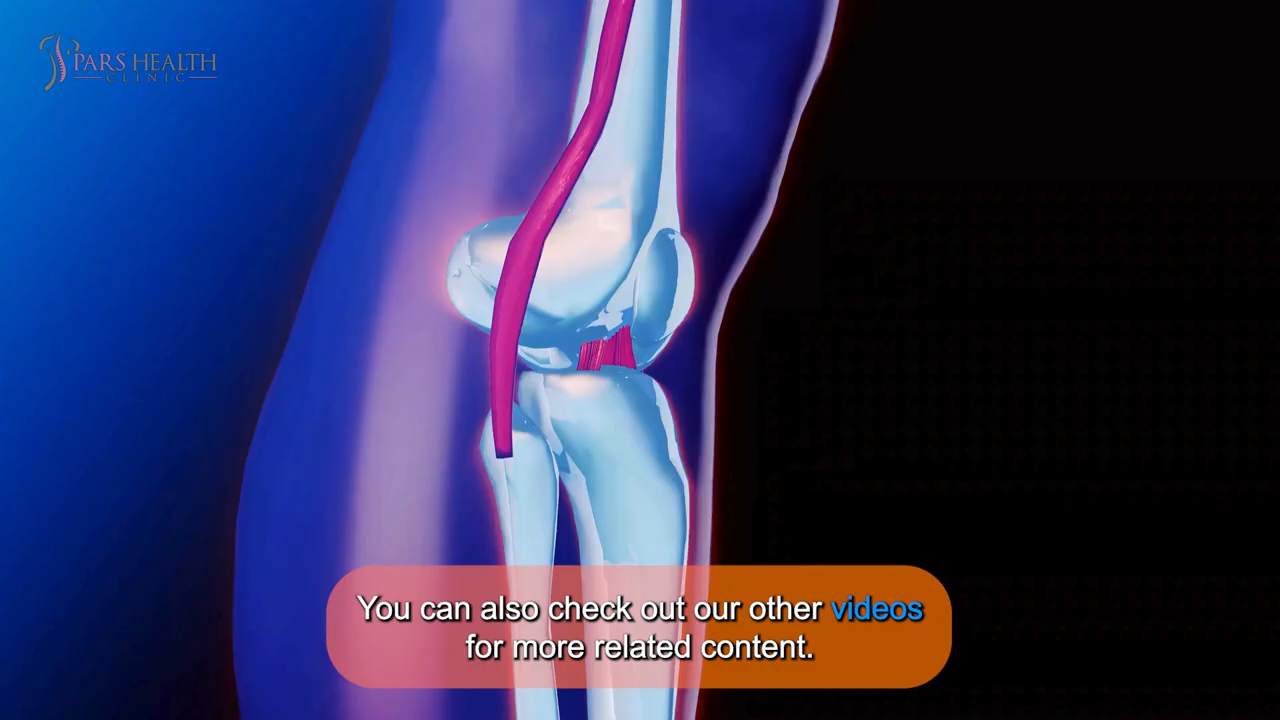 PARS HEALTH
CLINIC
You can also check out our other videos
for more related content.